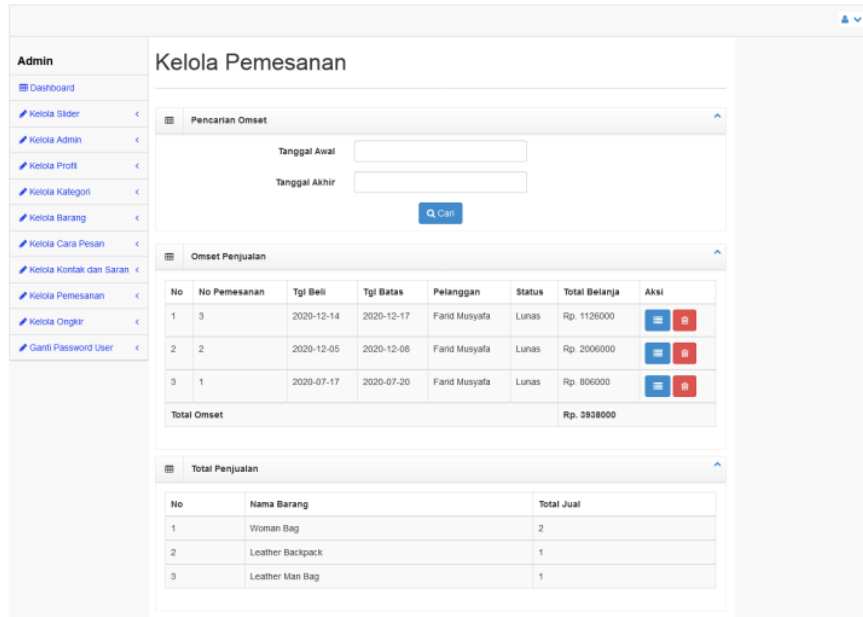 Admin
Dashboard
Kelola Slider
Kelola Admin
Kelola Profil
Kelola Kategori
Kelola Barang
Kelola Cara Pesan
Kelola Kontak dan Saran
Kelola Pemesanan
Kelola Ongkir
Ganti Password User
Kelola Pemesanan
Pencarian Omset
Tanggal Awal
Tanggal Akhir
Cari
Omset Penjualan
No No Pemesanan Tgl Beli Tgl Batas Pelanggan Status Total Belanja Aksi
1 3 2020-12-14 2020-12-17 Farid Musyafa Lunas Rp. 1126000
2 2 2020-12-05 2020-12-08 Farid Musyafa Lunas Rp. 2006000
3 1 2020-07-17 2020-07-20 Farid Musyafa Lunas Rp. 806000
Total Omset Rp. 3938000
Total Penjualan
No Nama Barang Total Jual
1 Woman Bag 2
2 Leather Backpack 1
3 Leather Man Bag 1